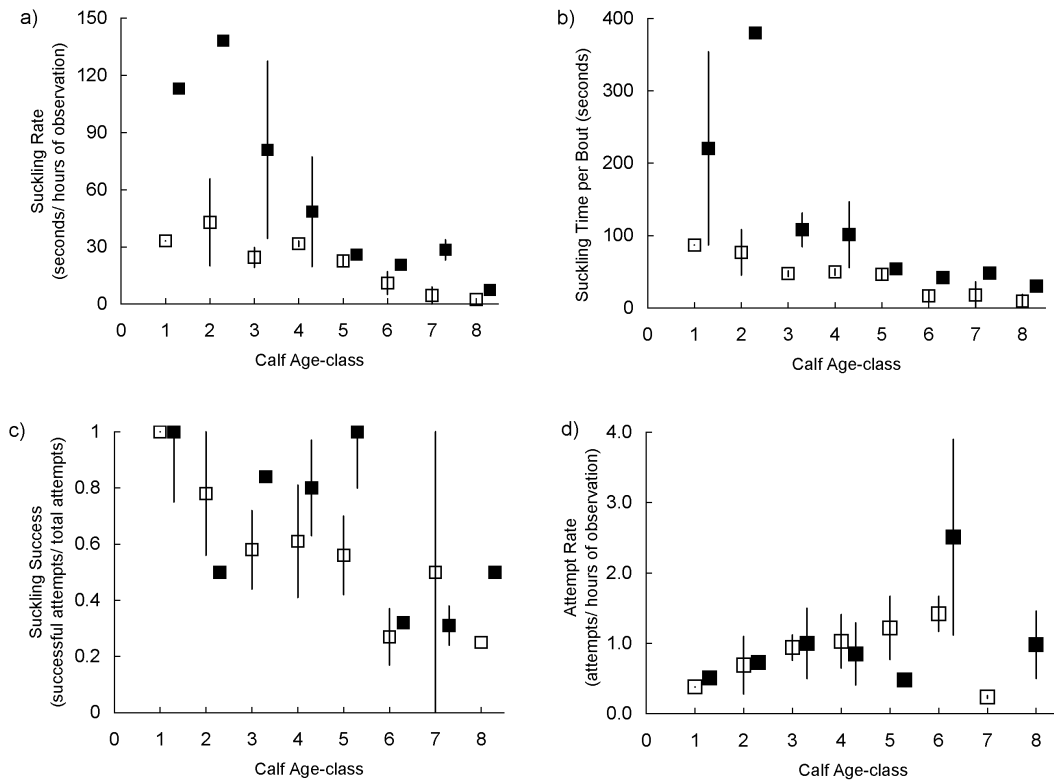 a)
Suckling Rate
(seconds/ hours of observation)
150
120
90
60
30
0
0 1 2 3 4 5 6 7 8
Calf Age-class
b)
Suckling Time per Bout (seconds)
400
300
200
100
0
0 1 2 3 4 5 6 7 8
Calf Age-class
c)
Suckling Success
(successful attempts/ total attempts)
1
0.8
0.6
0.4
0.2
0
0 1 2 3 4 5 6 7 8
Calf Age-class
d)
Attempt Rate
(attempts/ hours of observation)
4.0
3.0
2.0
1.0
0.0
0 1 2 3 4 5 6 7 8
Calf Age-class